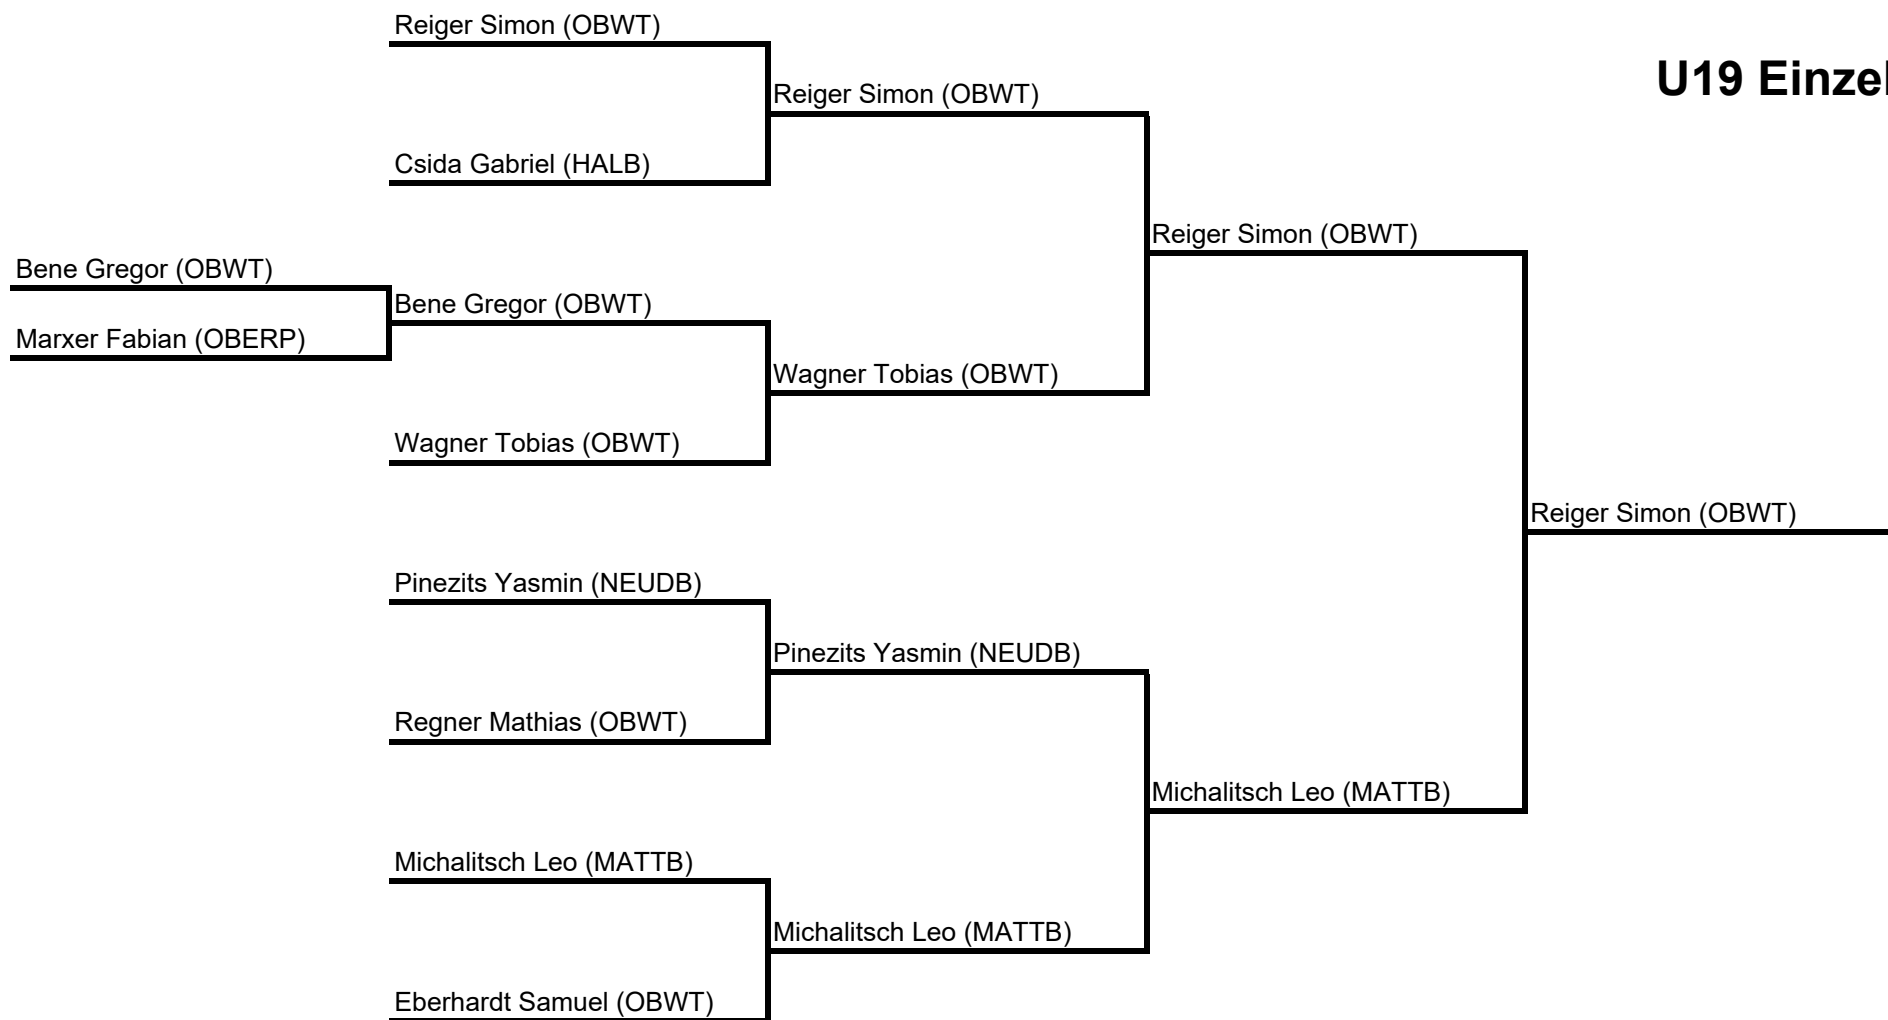 Reiger Simon (OBWT)
U19 Einzel
Reiger Simon (OBWT)
Csida Gabriel (HALB)
Reiger Simon (OBWT)
Bene Gregor (OBWT)
Bene Gregor (OBWT)
Marxer Fabian (OBERP)
Wagner Tobias (OBWT)
Wagner Tobias (OBWT)
Reiger Simon (OBWT)
Pinezits Yasmin (NEUDB)
Pinezits Yasmin (NEUDB)
Regner Mathias (OBWT)
Michalitsch Leo (MATTB)
Michalitsch Leo (MATTB)
Michalitsch Leo (MATTB)
Eberhardt Samuel (OBWT)